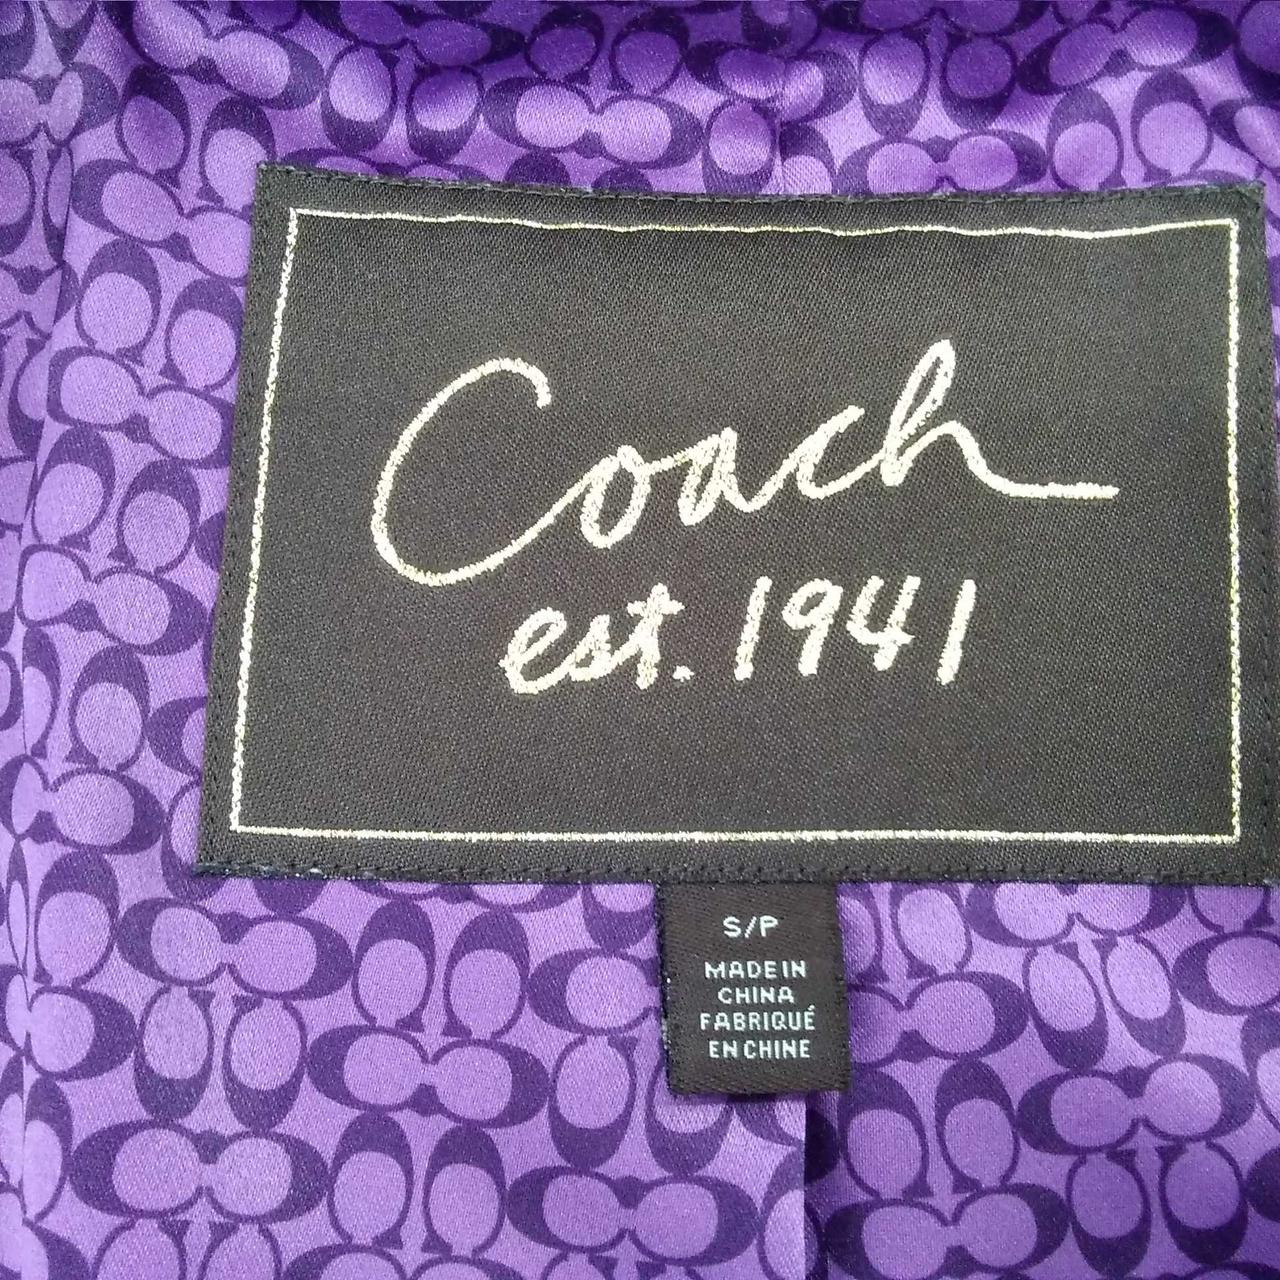 Coach
est. 1941
S/P
MADE IN
CHINA
FABRIQUÉ
EN CHINE